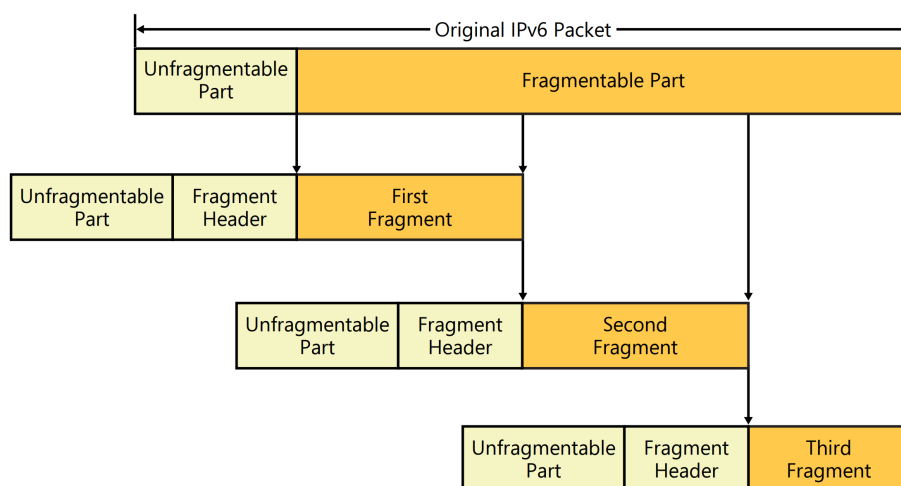 Original IPv6 Packet
Unfragmentable
Part
Fragmentable Part
Unfragmentable
Part
Fragment
Header
First
Fragment
Unfragmentable
Part
Fragment
Header
Second
Fragment
Unfragmentable
Part
Fragment
Header
Third
Fragment